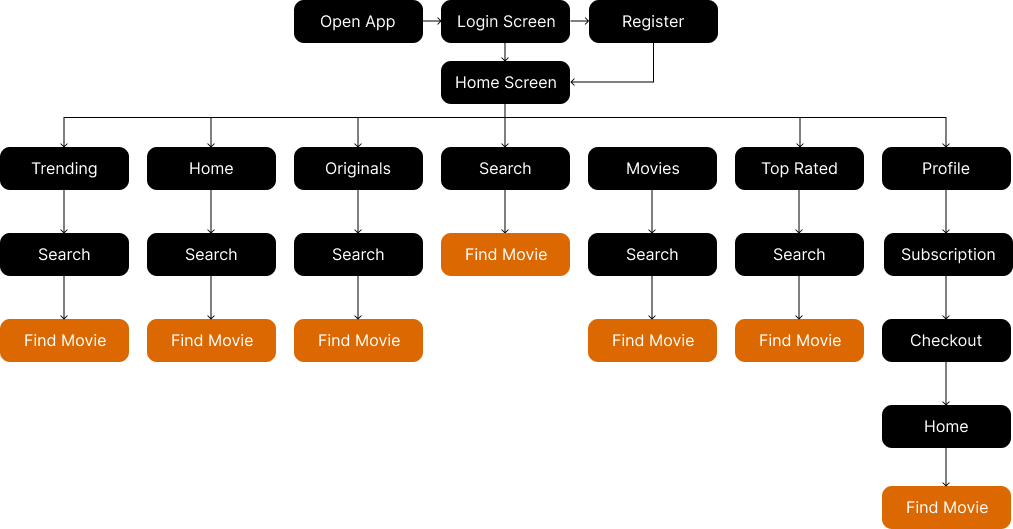 Open App
Login Screen
Register
Home Screen
Trending
Home
Originals
Search
Movies
Top Rated
Profile
Search
Search
Search
Find Movie
Search
Search
Subscription
Find Movie
Find Movie
Find Movie
Find Movie
Find Movie
Checkout
Home
Find Movie